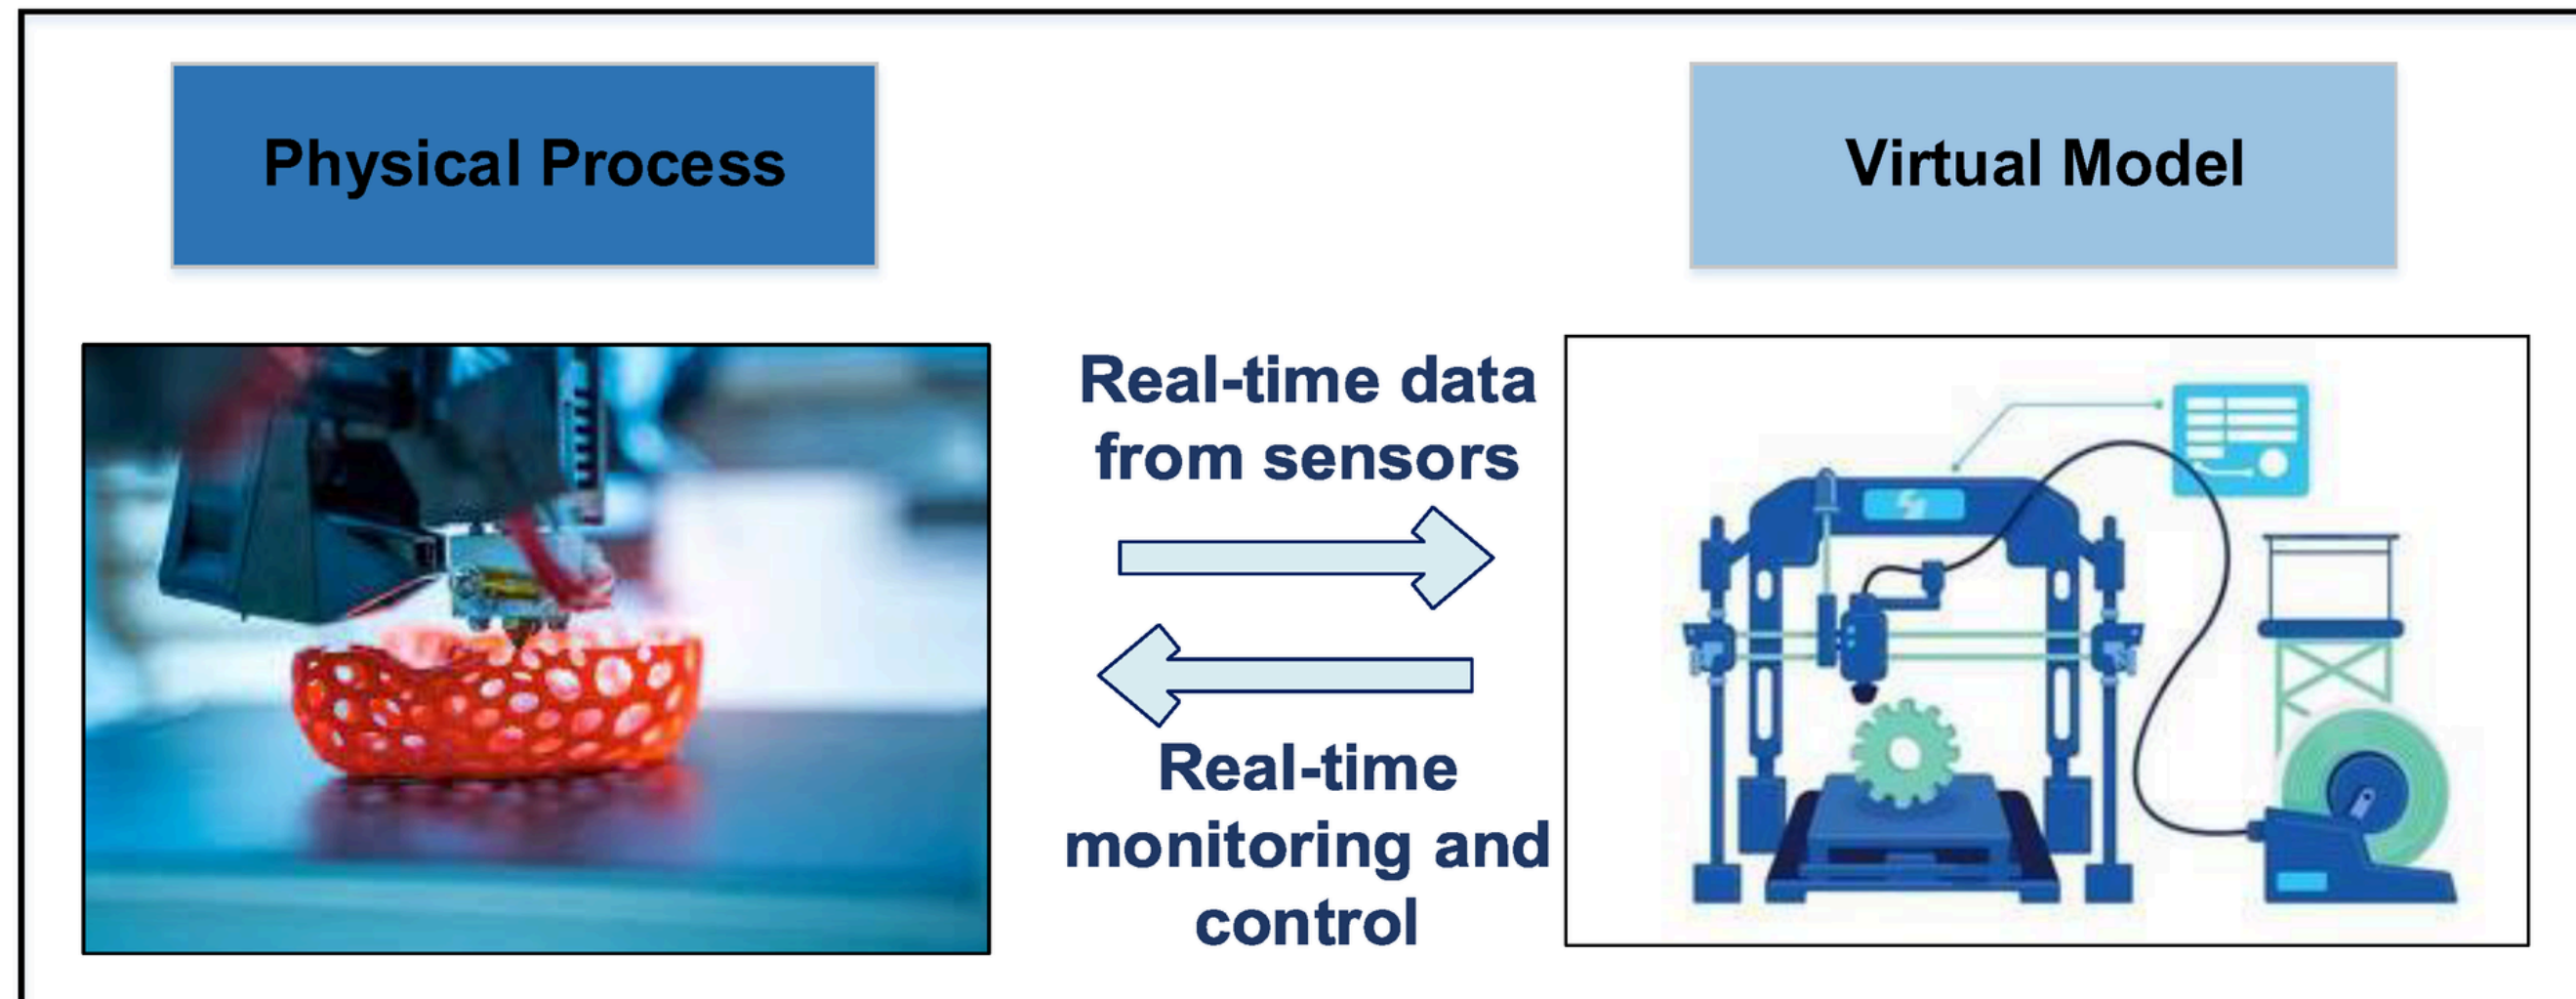 Physical Process
Virtual Model
Real-time data
from sensors
Real-time
monitoring and
control